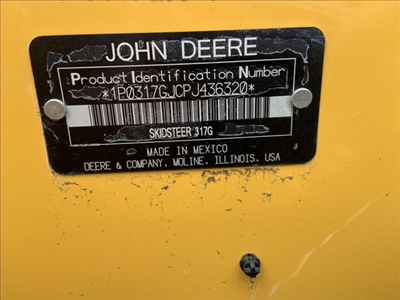 JOHN DEERE
Product Identification Number
*1P0317GJCPJ436320*
SKIDSTEER 317G
MADE IN MEXICO
DEERE & COMPANY, MOLINE, ILLINOIS, USA